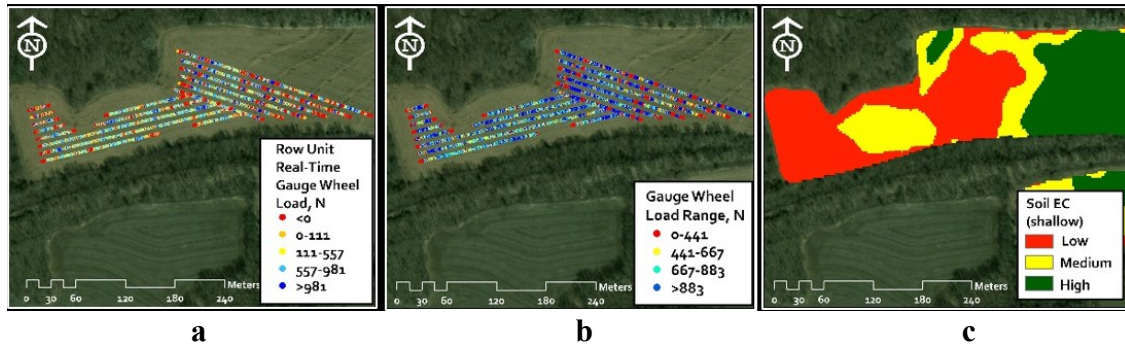 N
Row Unit
Real-Time
Gauge Wheel
Load, N
<0
0-111
111-557
557-981
>981
Meters
0 30 60 120 180 240
N
Gauge Wheel
Load Range, N
0-441
441-667
667-883
>883
Meters
0 30 60 120 180 240
N
Soil EC
(shallow)
Low
Medium
High
Meters
0 30 60 120 180 240
a
b
c